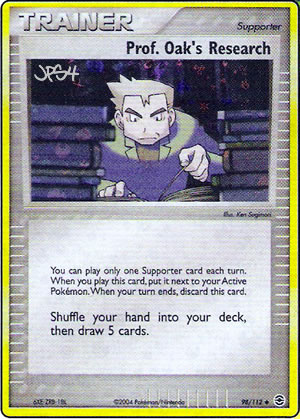 TRAINER
Supporter
Prof. Oak's Research
JPS4
Illus. Ken Sugimori
You can play only one Supporter card each turn.
When you play this card, put it next to your Active
Pokémon. When your turn ends, discard this card.
Shuffle your hand into your deck,
then draw 5 cards.
©2004 Pokémon/Nintendo
98/112 ◆